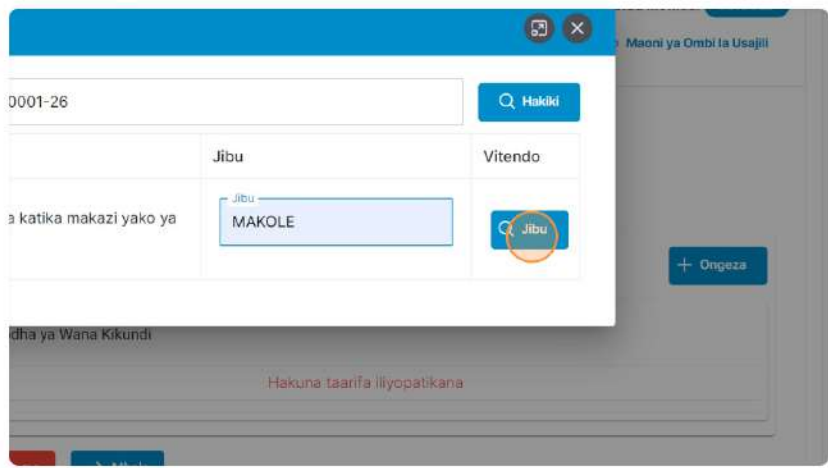 Maoni ya Ombi la Usajili
0001-26
Hakiki
Jibu
Vitendo
Jibu
a katika makazi yako ya
MAKOLE
Jibu
Ongeza
dha ya Wana Kikundi
Hakuna taarifa iliyopatikana